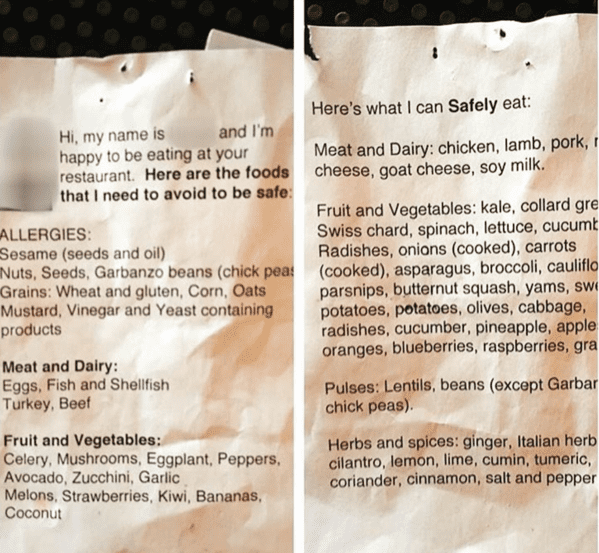 Hi, my name is and I'm
happy to be eating at your
restaurant. Here are the foods
that I need to avoid to be safe:
ALLERGIES:
Sesame (seeds and oil)
Nuts, Seeds, Garbanzo beans (chick peas
Grains: Wheat and gluten, Corn, Oats
Mustard, Vinegar and Yeast containing
products
Meat and Dairy:
Eggs, Fish and Shellfish
Turkey, Beef
Fruit and Vegetables:
Celery, Mushrooms, Eggplant, Peppers,
Avocado, Zucchini, Garlic
Melons, Strawberries, Kiwi, Bananas,
Coconut
Here's what I can Safely eat:
Meat and Dairy: chicken, lamb, pork,
cheese, goat cheese, soy milk.
Fruit and Vegetables: kale, collard
Swiss chard, spinach, lettuce,
Radishes, onions (cooked), carrots
(cooked), asparagus, broccoli,
parsnips, butternut squash, yams,
potatoes, potatoes, olives, cabbage,
radishes, cucumber, pineapple, apple
oranges, blueberries, raspberries,
Pulses: Lentils, beans (except
chick peas).
Herbs and spices: ginger, Italian herb
cilantro, lemon, lime, cumin, tumeric,
coriander, cinnamon, salt and pepper